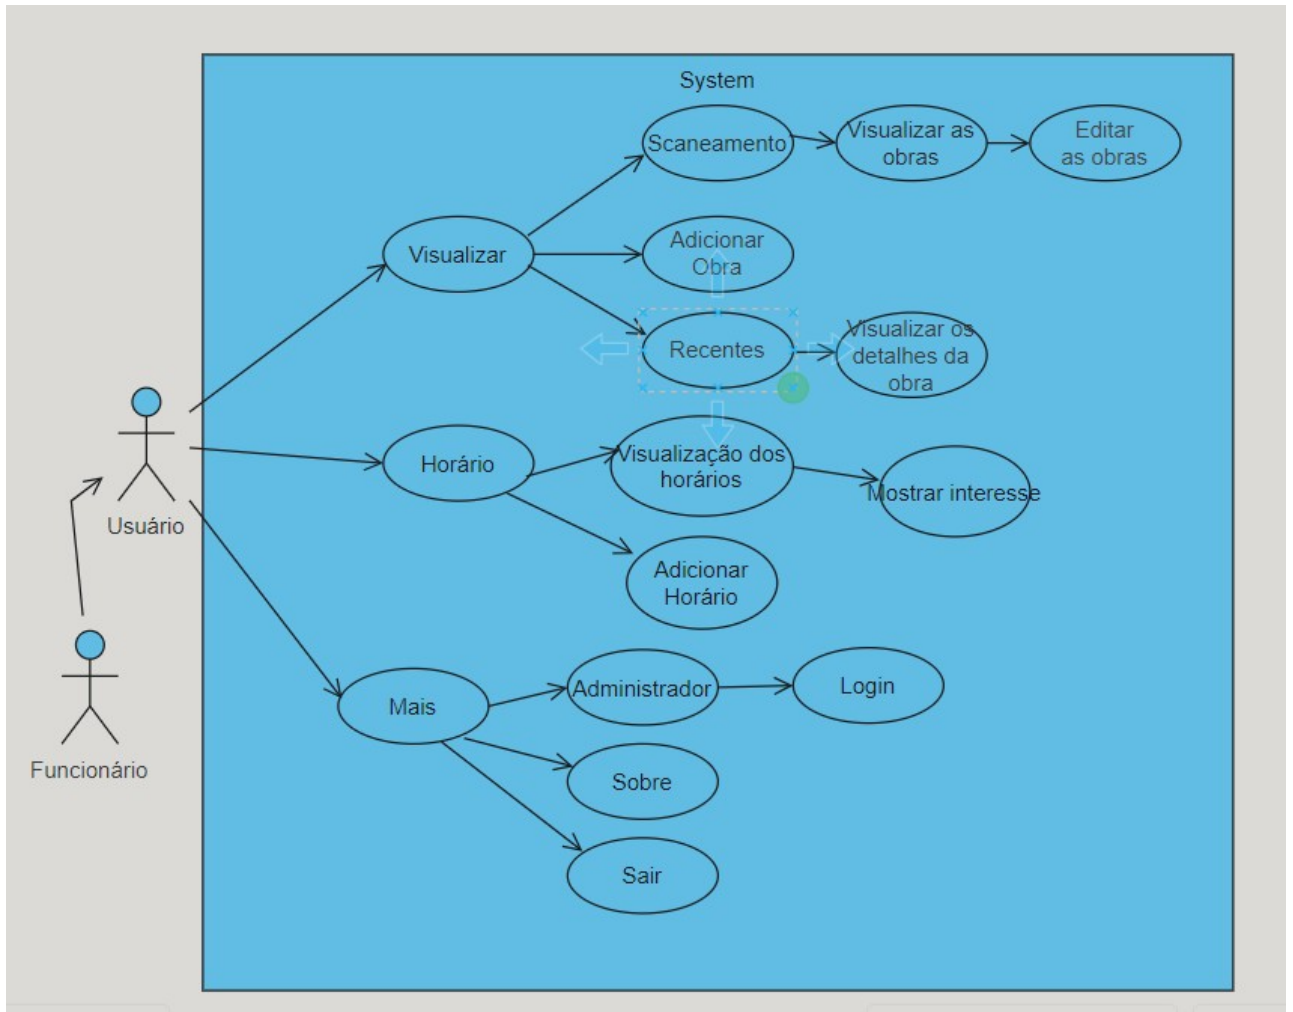 System
Scaneamento
Visualizar as
obras
Editar
as obras
Visualizar
Adicionar
Obra
Recentes
Visualizar os
detalhes da
obra
Usuário
Horário
Visualização dos
horários
Mostrar interesse
Adicionar
Horário
Funcionário
Mais
Administrador
Login
Sobre
Sair